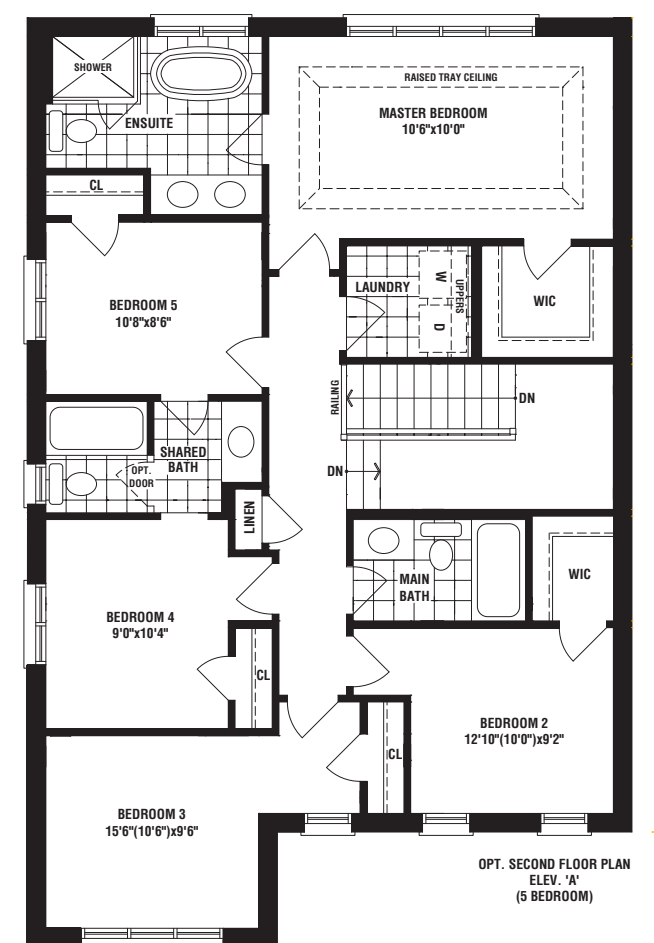 SHOWER
RAISED TRAY CEILING
MASTER BEDROOM
10'6"x10'0"
ENSUITE
CL
BEDROOM 5
10'8"x8'6"
LAUNDRY
W
D
UPPERS
WIC
RAILING
DN
DN
SHARED
BATH
OPT.
DOOR
LINEN
MAIN
BATH
WIC
BEDROOM 4
9'0"x10'4"
CL
BEDROOM 2
12'10"(10'0")x9'2"
CL
BEDROOM 3
15'6"(10'6")x9'6"
OPT. SECOND FLOOR PLAN
ELEV. 'A'
(5 BEDROOM)